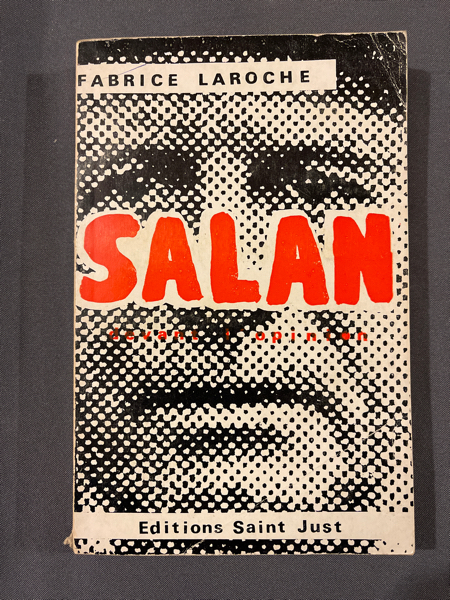 FABRICE LAROCHE
SALAN
devant l'opinion
Editions Saint Just